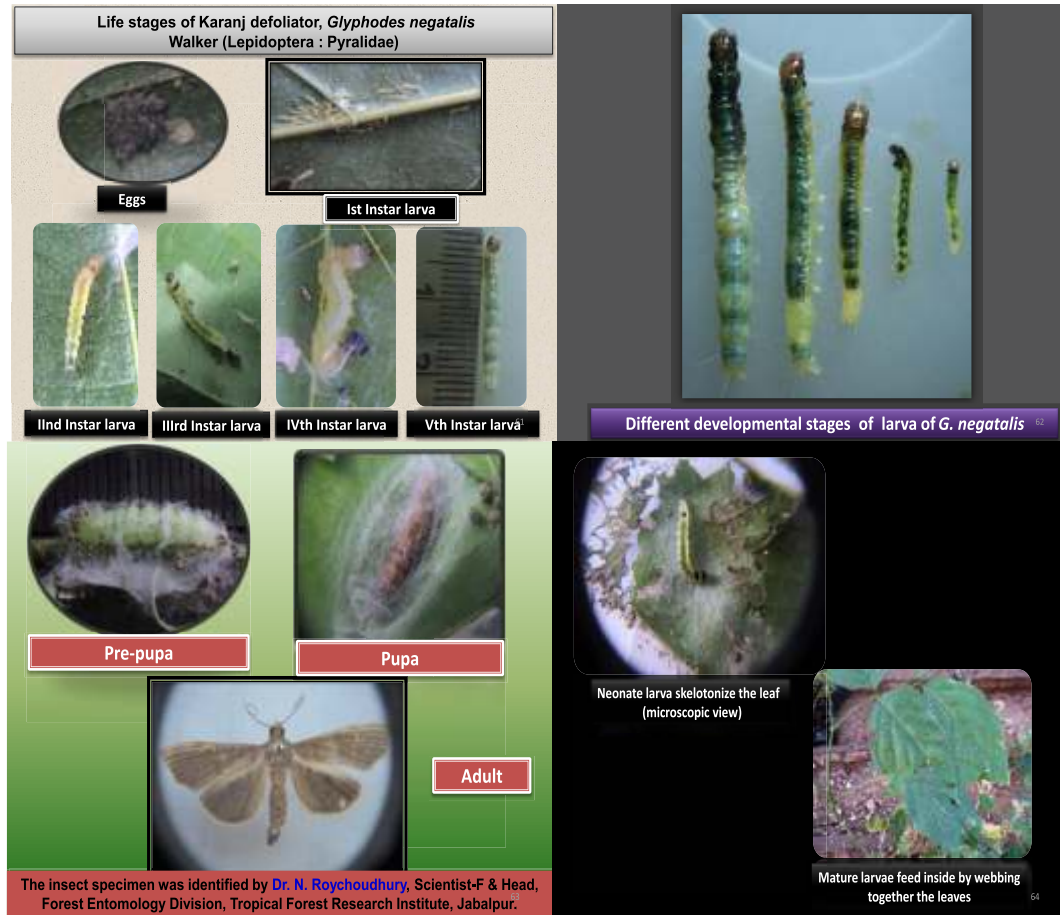 Life stages of Karanj defoliator, Glyphodes negatalis
Walker (Lepidoptera : Pyralidae)
Eggs
Ist Instar larva
IInd Instar larva
IIIrd Instar larva
IVth Instar larva
Vth Instar larva
61
Different developmental stages of larva of G. negatalis
62
Pre-pupa
Pupa
Adult
The insect specimen was identified by Dr. N. Roychoudhury, Scientist-F & Head,
Forest Entomology Division, Tropical Forest Research Institute, Jabalpur.
63
Neonate larva skelotonize the leaf
(microscopic view)
Mature larvae feed inside by webbing
together the leaves
64